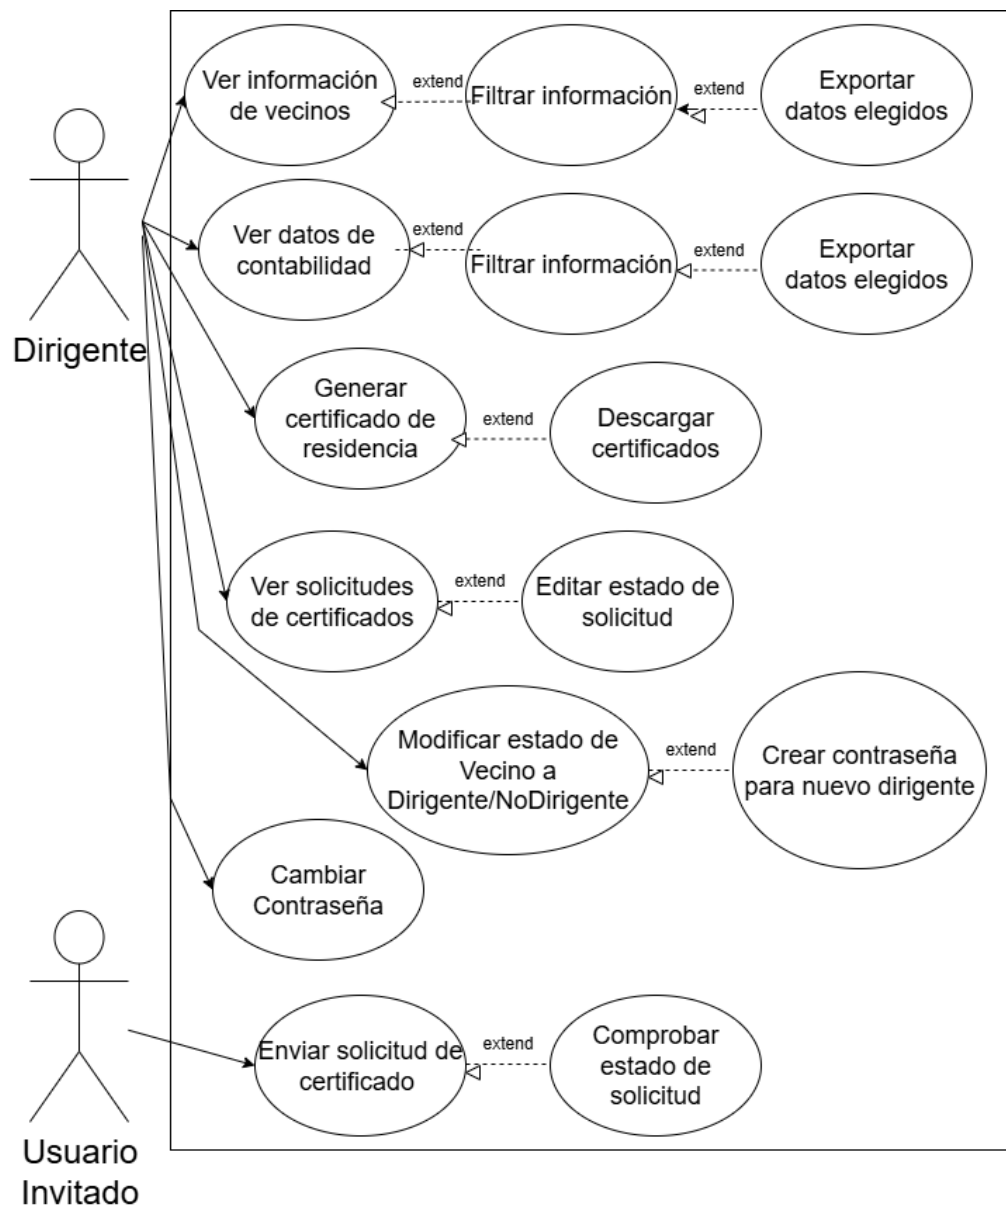 Ver información
de vecinos
extend
Filtrar información
extend
Exportar
datos elegidos
Dirigente
Ver datos de
contabilidad
extend
Filtrar información
extend
Exportar
datos elegidos
Generar
certificado de
residencia
extend
Descargar
certificados
Ver solicitudes
de certificados
extend
Editar estado de
solicitud
Modificar estado de
Vecino a
Dirigente/NoDirigente
extend
Crear contraseña
para nuevo dirigente
Cambiar
Contraseña
Usuario
Invitado
Enviar solicitud de
certificado
extend
Comprobar
estado de
solicitud